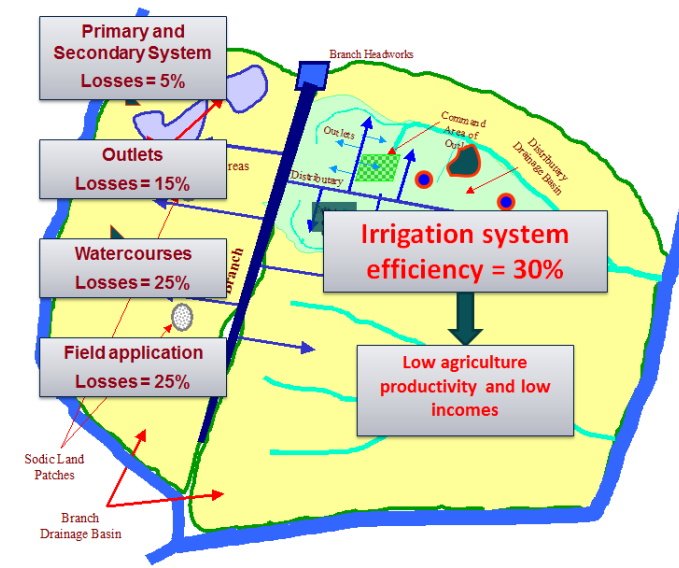 Primary and
Secondary System
Losses = 5%
Branch Headworks
Outlets
Losses = 15%
reas
Outlets
Command
Area of
Distributary
Distributary
Drainage Basin
Watercourses
Losses = 25%
Branch
Irrigation system
efficiency = 30%
Field application
Losses = 25%
Low agriculture
productivity and low
incomes
Sodic Land
Patches
Branch
Drainage Basin